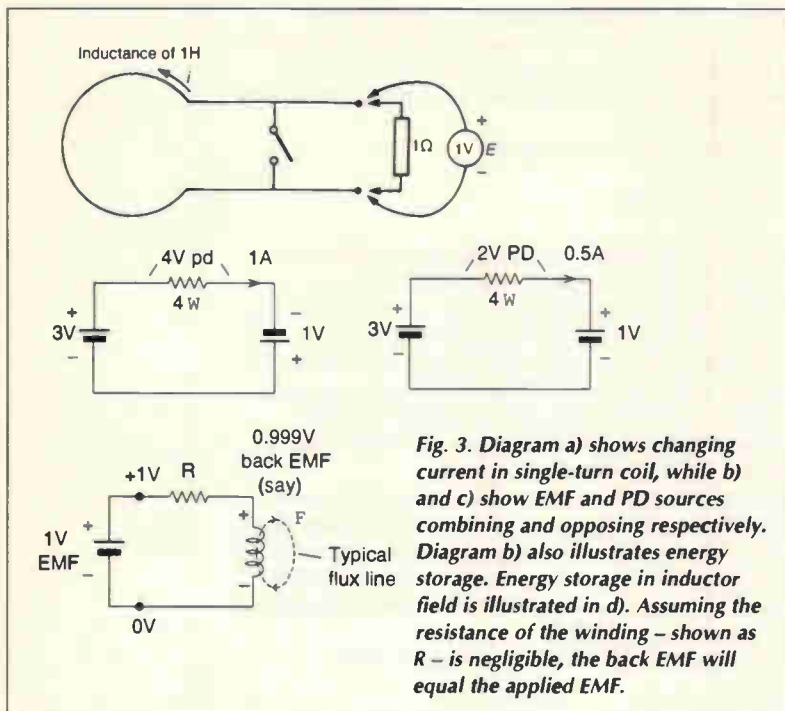 Inductance of 1H
i
1Ω
+
1V E
−
4V pd 1A
4 W
+
3V
−
−
1V
+
2V PD 0.5A
4 W
+
3V
−
+
1V
−
0.999V
back EMF
(say)
+1V R
+
1V
EMF
−
+
F
−
Typical
flux line
0V
Fig. 3. Diagram a) shows changing
current in single-turn coil, while b)
and c) show EMF and PD sources
combining and opposing respectively.
Diagram b) also illustrates energy
storage. Energy storage in inductor
field is illustrated in d). Assuming the
resistance of the winding – shown as
R – is negligible, the back EMF will
equal the applied EMF.